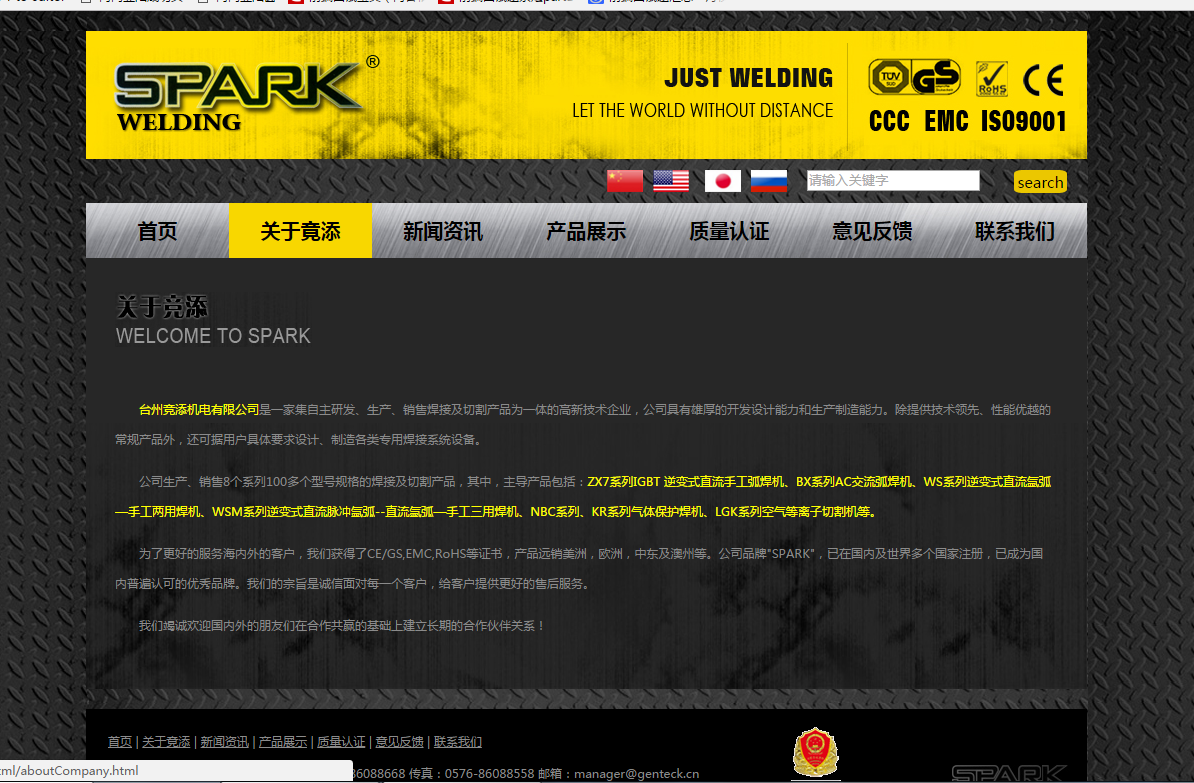 SPARK®
WELDING
JUST WELDING
LET THE WORLD WITHOUT DISTANCE
TUV
SUD
GS
RoHS
CE
CCC EMC ISO9001
请输入关键字
search
首页 关于竟添 新闻资讯 产品展示 质量认证 意见反馈 联系我们
关于竞添
WELCOME TO SPARK
台州竞添机电有限公司是一家集自主研发、生产、销售焊接及切割产品为一体的高新技术企业，公司具有雄厚的开发设计能力和生产制造能力。除提供技术领先、性能优越的
常规产品外，还可据用户具体要求设计、制造各类专用焊接系统设备。
公司生产、销售8个系列100多个型号规格的焊接及切割产品，其中，主导产品包括：ZX7系列IGBT 逆变式直流手工弧焊机、BX系列AC交流弧焊机、WS系列逆变式直流氩弧
—手工两用焊机、WSM系列逆变式直流脉冲氩弧--直流氩弧—手工三用焊机、NBC系列、KR系列气体保护焊机、LGK系列空气等离子切割机等。
为了更好的服务海内外的客户，我们获得了CE/GS,EMC,RoHS等证书，产品远销美洲，欧洲，中东及澳州等。公司品牌"SPARK"，已在国内及世界多个国家注册，已成为国
内普遍认可的优秀品牌。我们的宗旨是诚信面对每一个客户，给客户提供更好的售后服务。
我们竭诚欢迎国内外的朋友们在合作共赢的基础上建立长期的合作伙伴关系！
首页 | 关于竟添 | 新闻资讯 | 产品展示 | 质量认证 | 意见反馈 | 联系我们
86088668 传真：0576-86088558 邮箱：manager@genteck.cn
tml/aboutCompany.html
SPARK